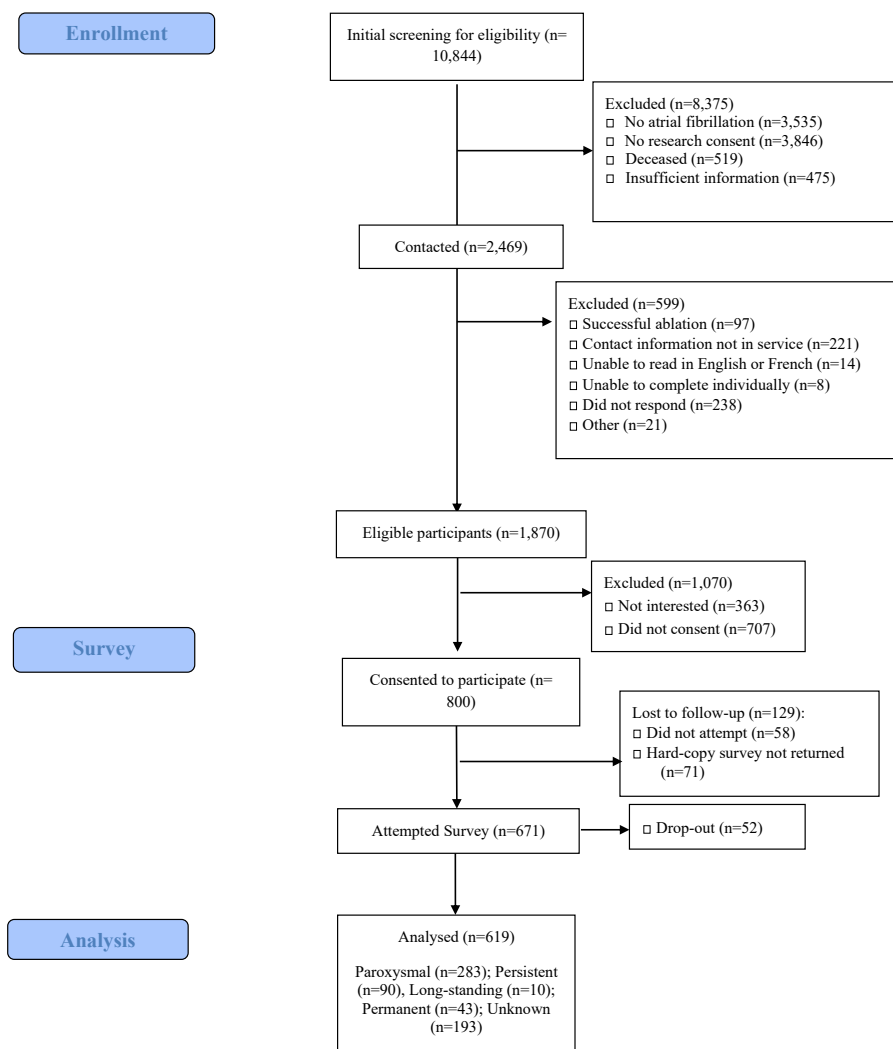 Enrollment
Initial screening for eligibility (n=
10,844)
Excluded (n=8,375)
□ No atrial fibrillation (n=3,535)
□ No research consent (n=3,846)
□ Deceased (n=519)
□ Insufficient information (n=475)
Contacted (n=2,469)
Excluded (n=599)
□ Successful ablation (n=97)
□ Contact information not in service (n=221)
□ Unable to read in English or French (n=14)
□ Unable to complete individually (n=8)
□ Did not respond (n=238)
□ Other (n=21)
Eligible participants (n=1,870)
Excluded (n=1,070)
□ Not interested (n=363)
□ Did not consent (n=707)
Survey
Consented to participate (n=
800)
Lost to follow-up (n=129):
□ Did not attempt (n=58)
□ Hard-copy survey not returned
(n=71)
Attempted Survey (n=671)
□ Drop-out (n=52)
Analysis
Analysed (n=619)
Paroxysmal (n=283); Persistent
(n=90), Long-standing (n=10);
Permanent (n=43); Unknown
(n=193)